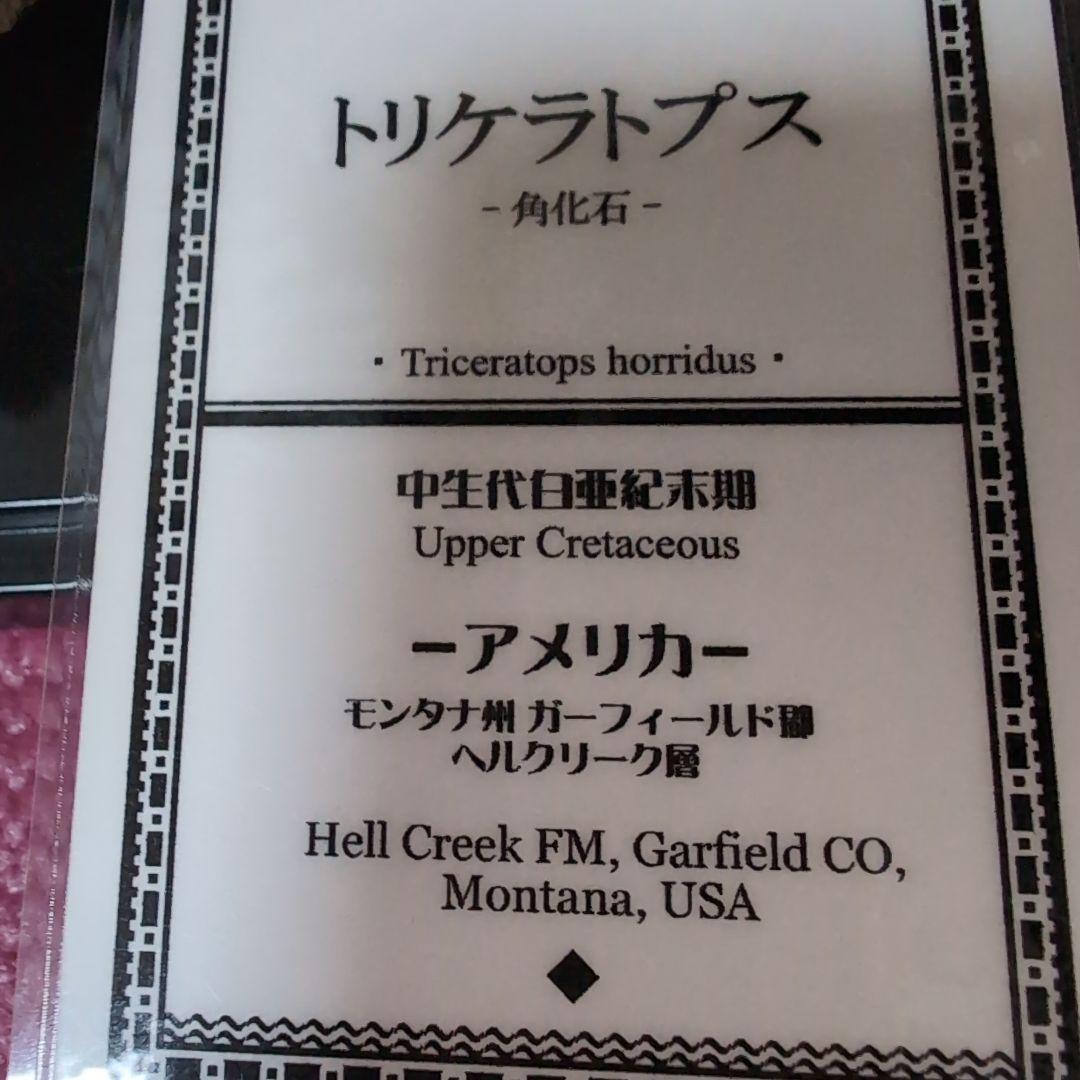 トリケラトプス
- 角化石 -
・Triceratops horridus・
中生代白亜紀末期
Upper Cretaceous
ーアメリカー
モンタナ州 ガーフィールド郡
ヘルクリーク層
Hell Creek FM, Garfield CO,
Montana, USA